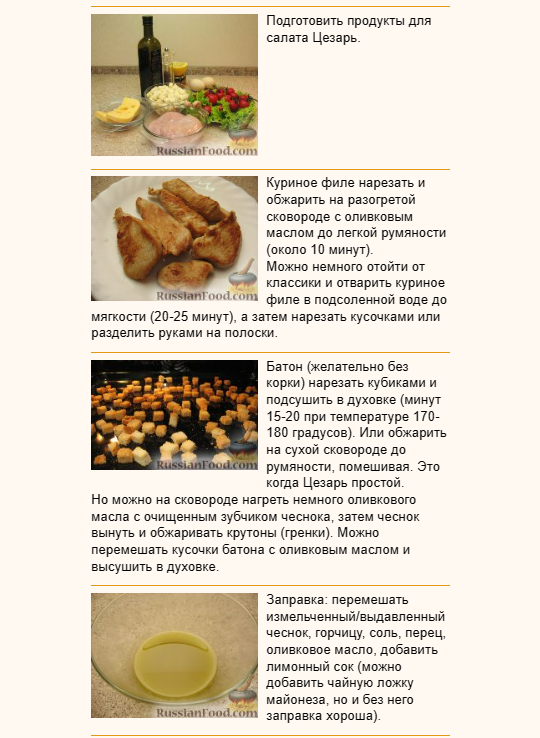 Подготовить продукты для
салата Цезарь.
RussianFood.com
Куриное филе нарезать и
обжарить на разогретой
сковороде с оливковым
маслом до легкой румяности
(около 10 минут).
Можно немного отойти от
классики и отварить куриное
филе в подсоленной воде до
RussianFood.com
мягкости (20-25 минут), а затем нарезать кусочками или
разделить руками на полоски.
Батон (желательно без
корки) нарезать кубиками и
подсушить в духовке (минут
15-20 при температуре 170-
180 градусов). Или обжарить
на сухой сковороде до
румяности, помешивая. Это
когда Цезарь простой.
RussianFood.com
Но можно на сковороде нагреть немного оливкового
масла с очищенным зубчиком чеснока, затем чеснок
вынуть и обжаривать крутоны (гренки). Можно
перемешать кусочки батона с оливковым маслом и
высушить в духовке.
Заправка: перемешать
измельченный/выдавленный
чеснок, горчицу, соль, перец,
оливковое масло, добавить
лимонный сок (можно
добавить чайную ложку
майонеза, но и без него
заправка хороша).
RussianFood.com